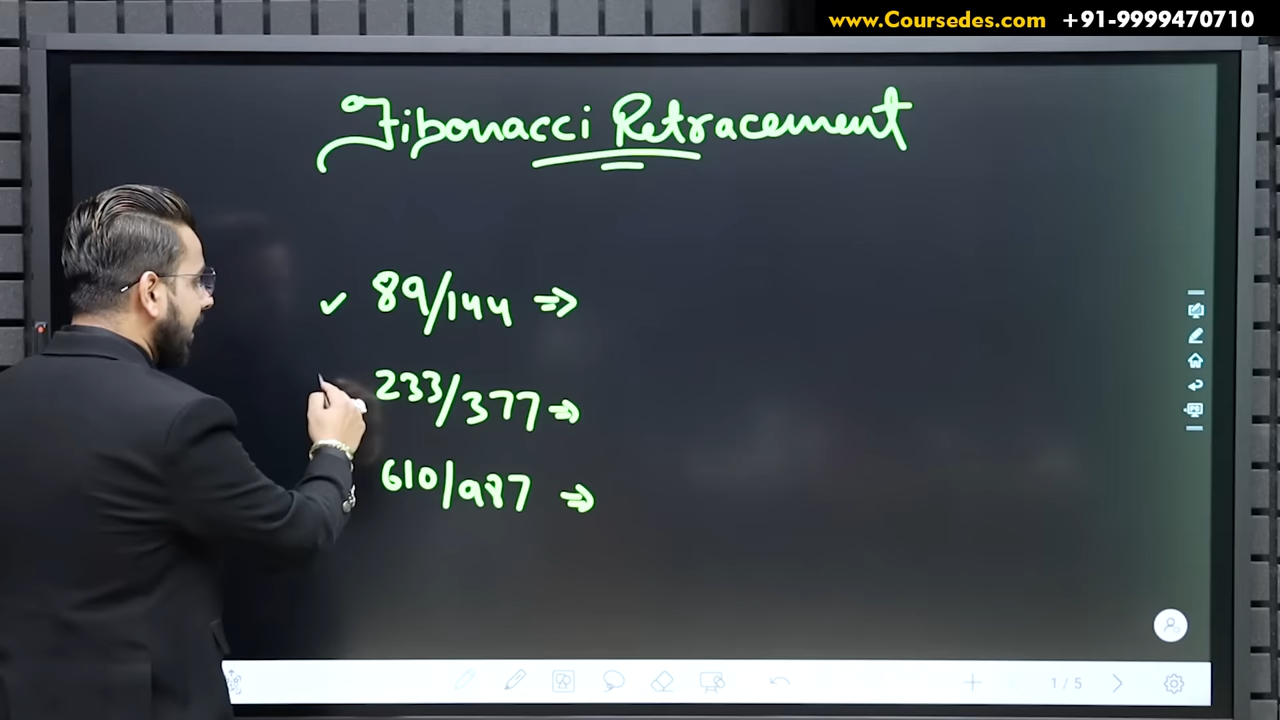 www.Coursedes.com +91-9999470710
Fibonacci Retracement
✓ 89/144 ⇒
233/377 ⇒
610/987 ⇒
1 / 5